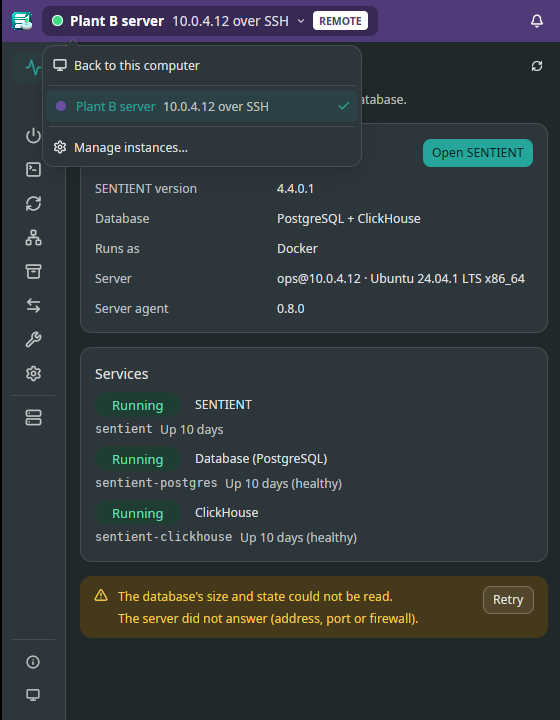 Plant B server 10.0.4.12 over SSH REMOTE
Back to this computer
Plant B server 10.0.4.12 over SSH
Manage instances...
atabase.
Open SENTIENT
SENTIENT version 4.4.0.1
Database PostgreSQL + ClickHouse
Runs as Docker
Server ops@10.0.4.12 · Ubuntu 24.04.1 LTS x86_64
Server agent 0.8.0
Services
Running SENTIENT
sentient Up 10 days
Running Database (PostgreSQL)
sentient-postgres Up 10 days (healthy)
Running ClickHouse
sentient-clickhouse Up 10 days (healthy)
The database's size and state could not be read.
The server did not answer (address, port or firewall).
Retry